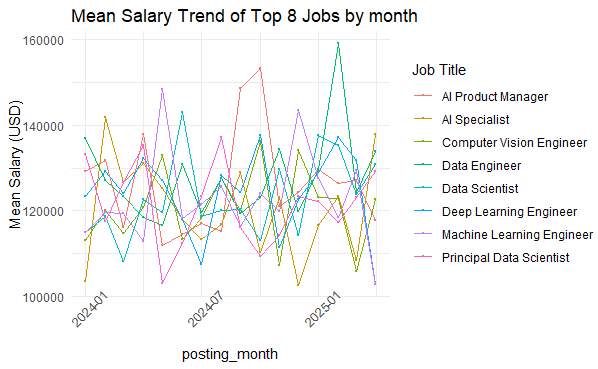 Mean Salary Trend of Top 8 Jobs by month
160000
140000
120000
100000
Mean Salary (USD)
2024-01
2024-07
2025-01
posting_month
Job Title
AI Product Manager
AI Specialist
Computer Vision Engineer
Data Engineer
Data Scientist
Deep Learning Engineer
Machine Learning Engineer
Principal Data Scientist